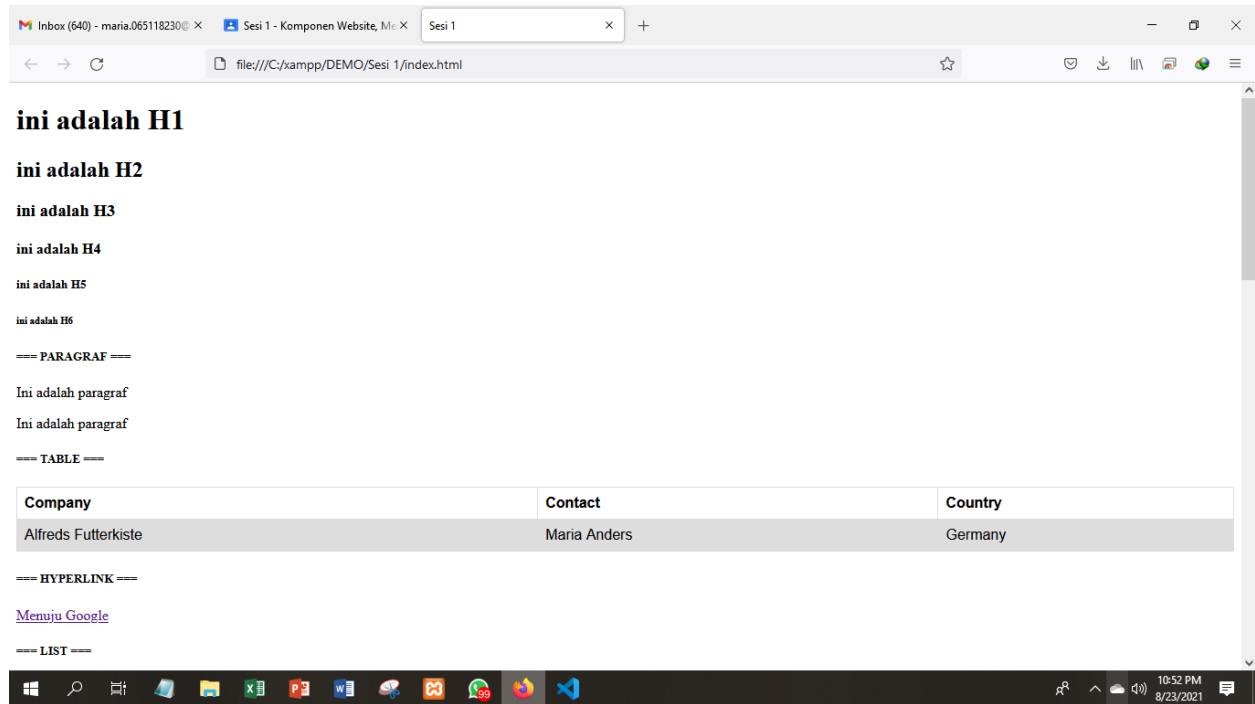 Inbox (640) - maria.065118230@
Sesi 1 - Komponen Website, Me
Sesi 1
file:///C:/xampp/DEMO/Sesi 1/index.html
ini adalah H1
ini adalah H2
ini adalah H3
ini adalah H4
ini adalah H5
ini adalah H6
=== PARAGRAF ===
Ini adalah paragraf
Ini adalah paragraf
=== TABLE ===
Company Contact Country
Alfreds Futterkiste Maria Anders Germany
=== HYPERLINK ===
Menuju Google
=== LIST ===
99
10:52 PM
8/23/2021